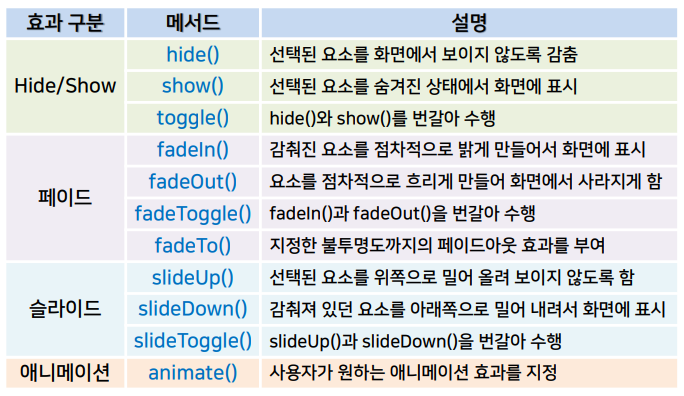 효과 구분 메서드 설명
Hide/Show
hide() 선택된 요소를 화면에서 보이지 않도록 감춤
show() 선택된 요소를 숨겨진 상태에서 화면에 표시
toggle() hide()와 show()를 번갈아 수행
페이드
fadeIn() 감춰진 요소를 점차적으로 밝게 만들어서 화면에 표시
fadeOut() 요소를 점차적으로 흐리게 만들어 화면에서 사라지게 함
fadeToggle() fadeIn()과 fadeOut()을 번갈아 수행
fadeTo() 지정한 불투명도까지의 페이드아웃 효과를 부여
슬라이드
slideUp() 선택된 요소를 위쪽으로 밀어 올려 보이지 않도록 함
slideDown() 감춰져 있던 요소를 아래쪽으로 밀어 내려서 화면에 표시
slideToggle() slideUp()과 slideDown()을 번갈아 수행
애니메이션 animate() 사용자가 원하는 애니메이션 효과를 지정